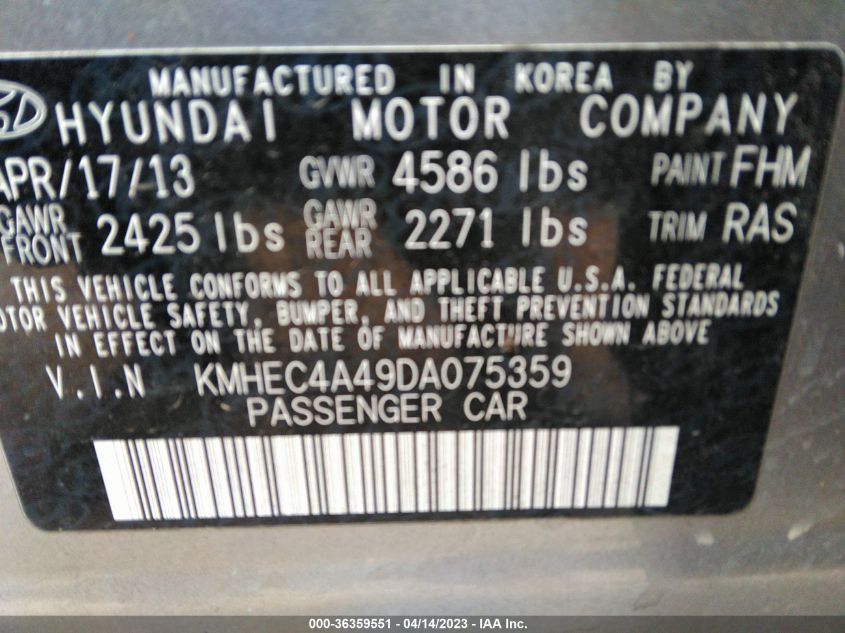 MANUFACTURED IN KOREA BY
HYUNDAI MOTOR COMPANY
APR/17/13 GVWR 4586 lbs PAINT FHM
GAWR FRONT 2425 lbs GAWR REAR 2271 lbs TRIM RAS
THIS VEHICLE CONFORMS TO ALL APPLICABLE U.S.A. FEDERAL
MOTOR VEHICLE SAFETY, BUMPER, AND THEFT PREVENTION STANDARDS
IN EFFECT ON THE DATE OF MANUFACTURE SHOWN ABOVE
V.I.N KMHEC4A49DA075359
PASSENGER CAR
000-36359551 - 04/14/2023 - IAA Inc.